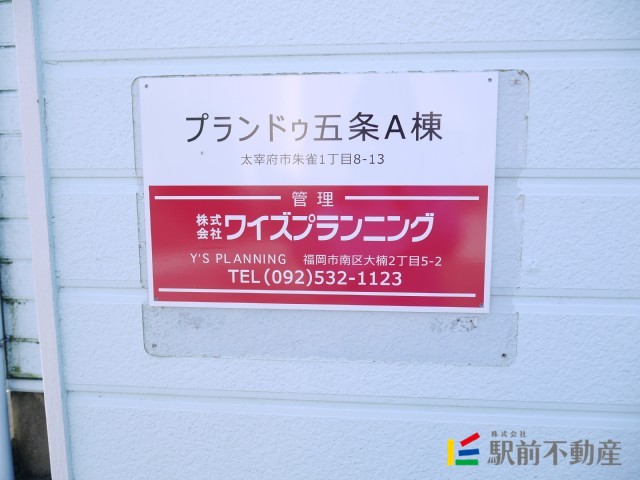 プランドゥ五条A棟
太宰府市朱雀1丁目8-13
管理
株式会社ワイズプランニング
Y'S PLANNING 福岡市南区大楠2丁目5-2
TEL(092)532-1123
株式会社
駅前不動産